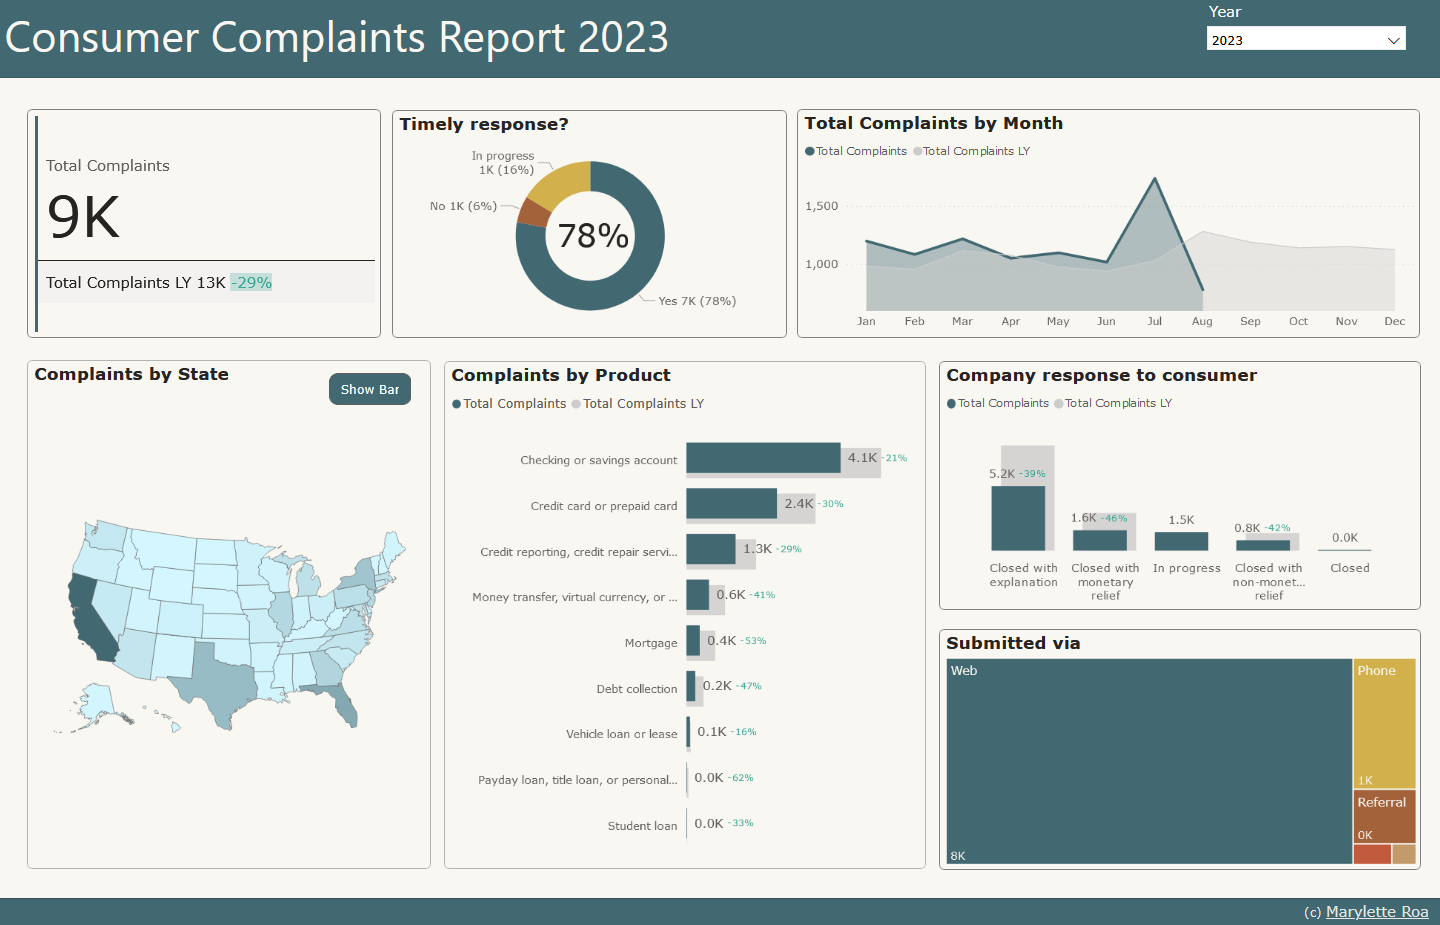 Consumer Complaints Report 2023
Year
2023
Total Complaints
9K
Total Complaints LY 13K -29%
Timely response?
In progress
1K (16%)
No 1K (6%)
78%
Yes 7K (78%)
Total Complaints by Month
Total Complaints Total Complaints LY
1,500
1,000
Jan Feb Mar Apr May Jun Jul Aug Sep Oct Nov Dec
Complaints by State
Show Bar
Complaints by Product
Total Complaints Total Complaints LY
Checking or savings account 4.1K -21%
Credit card or prepaid card 2.4K -30%
Credit reporting, credit repair servi... 1.3K -29%
Money transfer, virtual currency, or ... 0.6K -41%
Mortgage 0.4K -53%
Debt collection 0.2K -47%
Vehicle loan or lease 0.1K -16%
Payday loan, title loan, or personal... 0.0K -62%
Student loan 0.0K -33%
Company response to consumer
Total Complaints Total Complaints LY
5.2K -39%
1.6K -46%
1.5K
0.8K -42%
0.0K
Closed with
explanation
Closed with
monetary
relief
In progress
Closed with
non-monet...
relief
Closed
Submitted via
Web
8K
Phone
1K
Referral
0K
(c) Marylette Roa